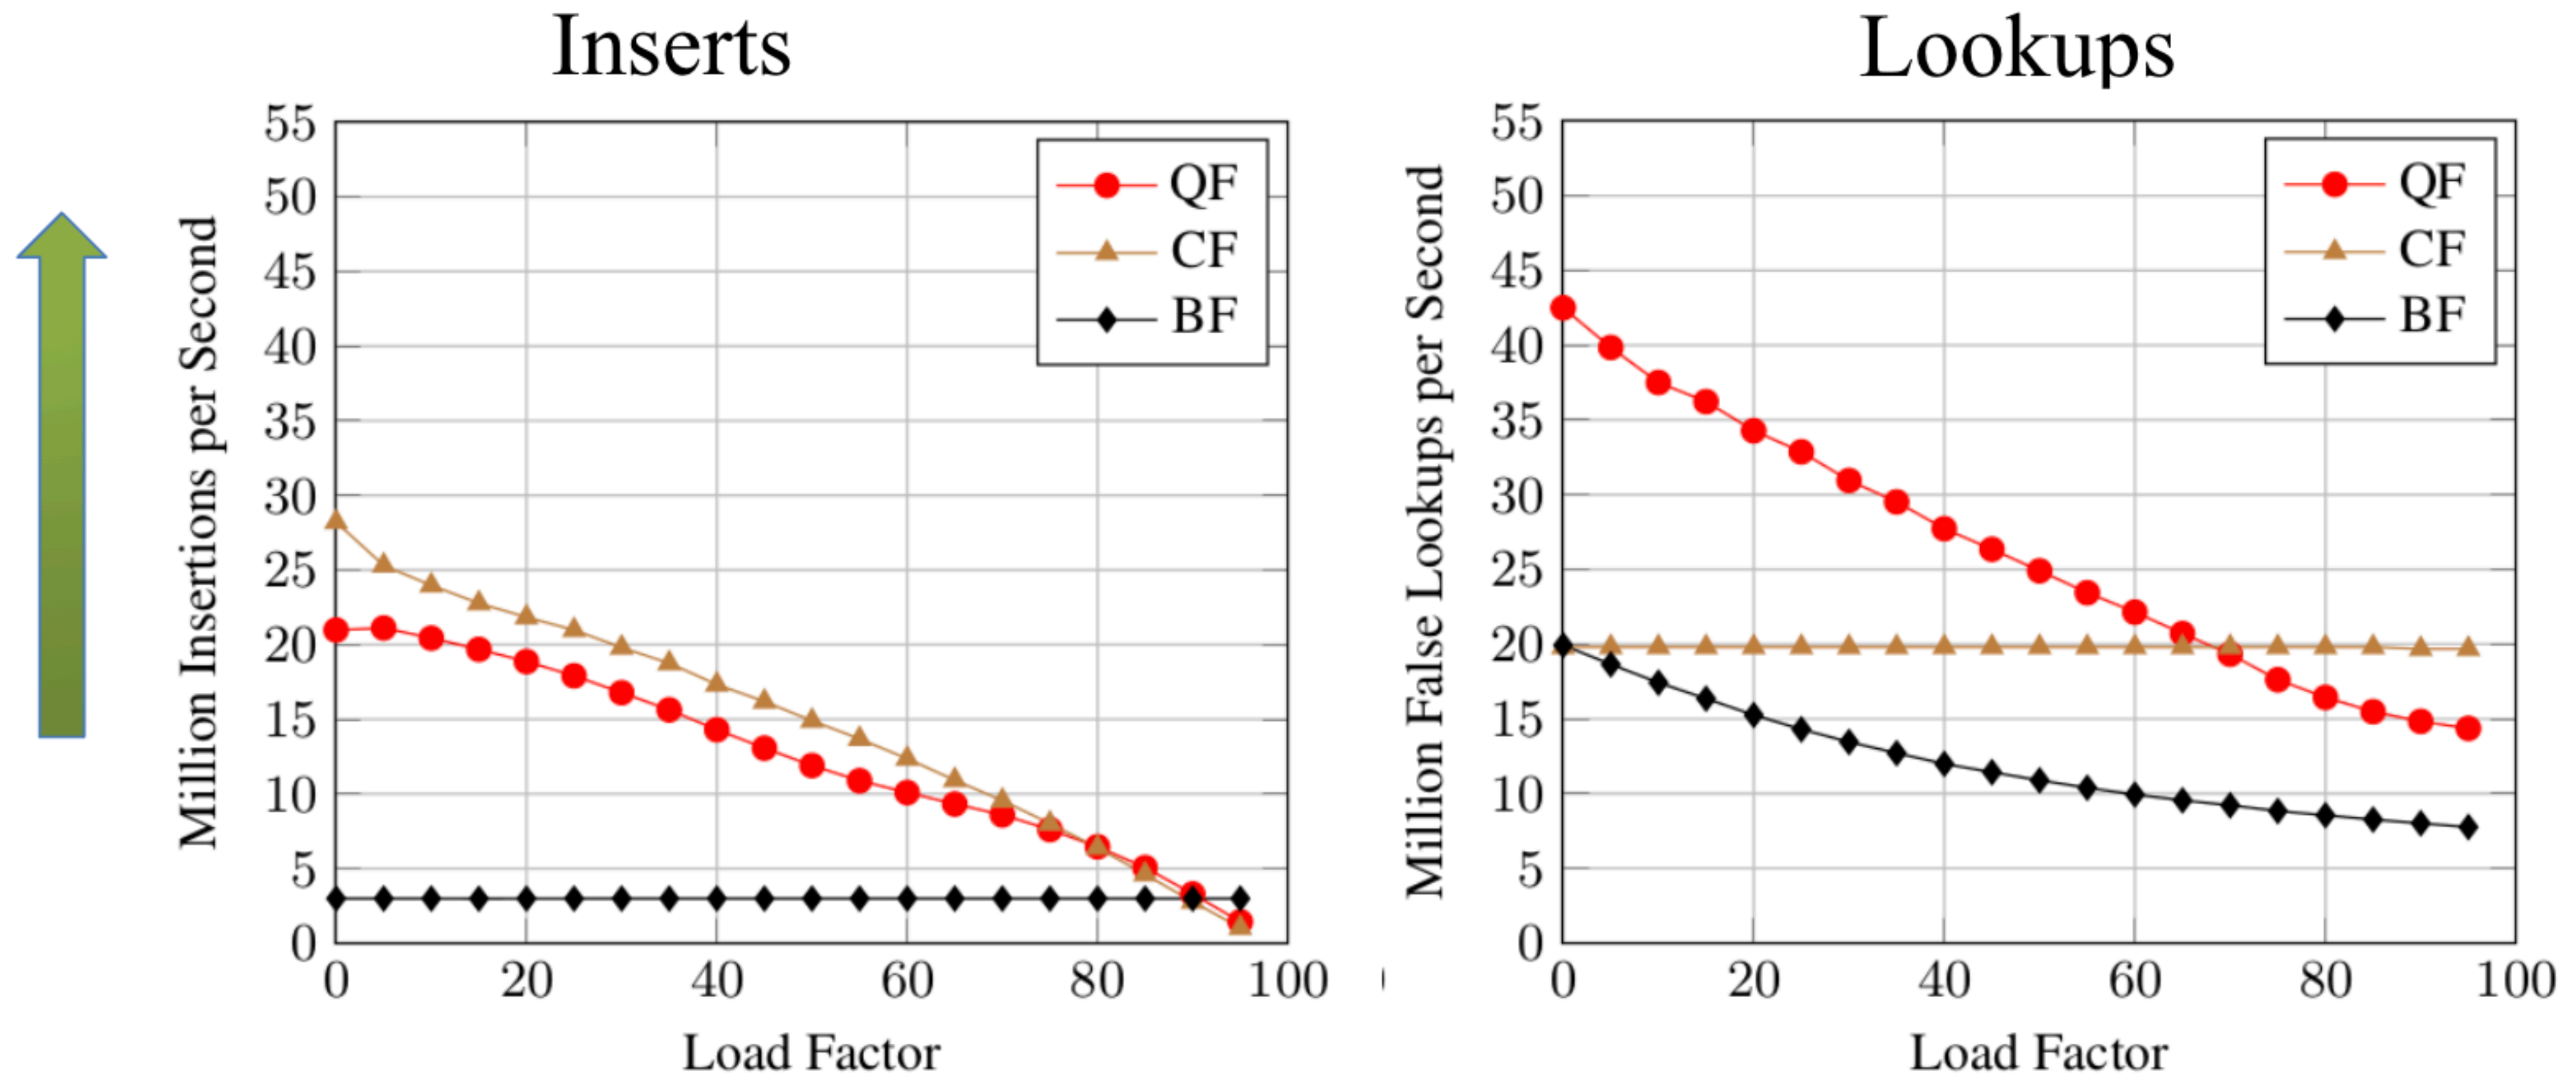 Inserts
Million Insertions per Second
55
50
45
40
35
30
25
20
15
10
5
0
QF
CF
BF
0 20 40 60 80 100
Load Factor
Lookups
Million False Lookups per Second
55
50
45
40
35
30
25
20
15
10
5
0
QF
CF
BF
0 20 40 60 80 100
Load Factor